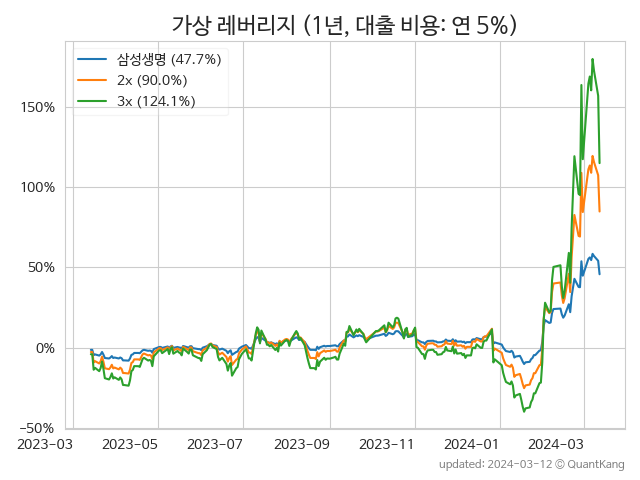 가상 레버리지 (1년, 대출 비용: 연 5%)
삼성생명 (47.7%)
2x (90.0%)
3x (124.1%)
150%
100%
50%
0%
−50%
2023-03 2023-05 2023-07 2023-09 2023-11 2024-01 2024-03
updated: 2024-03-12 © QuantKang